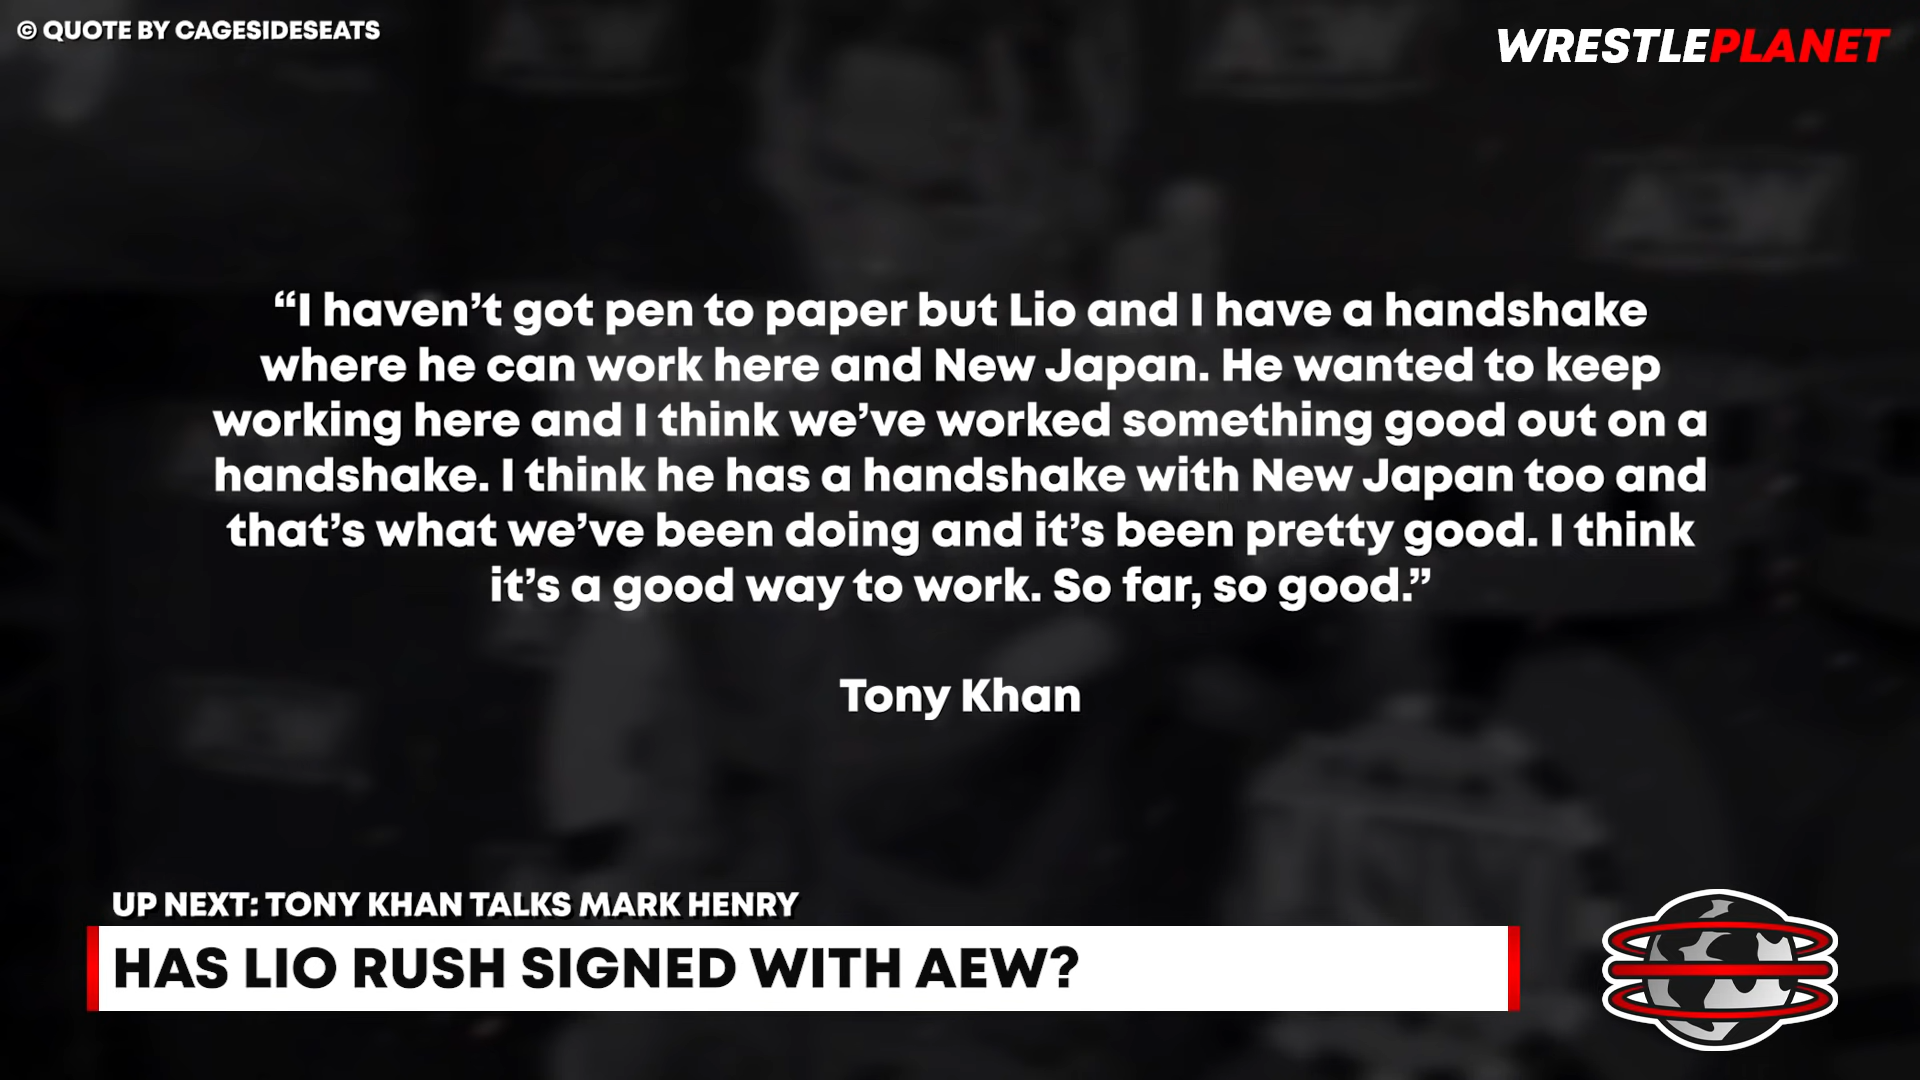 © QUOTE BY CAGESIDESEATS
WRESTLEPLANET
“I haven’t got pen to paper but Lio and I have a handshake
where he can work here and New Japan. He wanted to keep
working here and I think we’ve worked something good out on a
handshake. I think he has a handshake with New Japan too and
that’s what we’ve been doing and it’s been pretty good. I think
it’s a good way to work. So far, so good.”
Tony Khan
UP NEXT: TONY KHAN TALKS MARK HENRY
HAS LIO RUSH SIGNED WITH AEW?